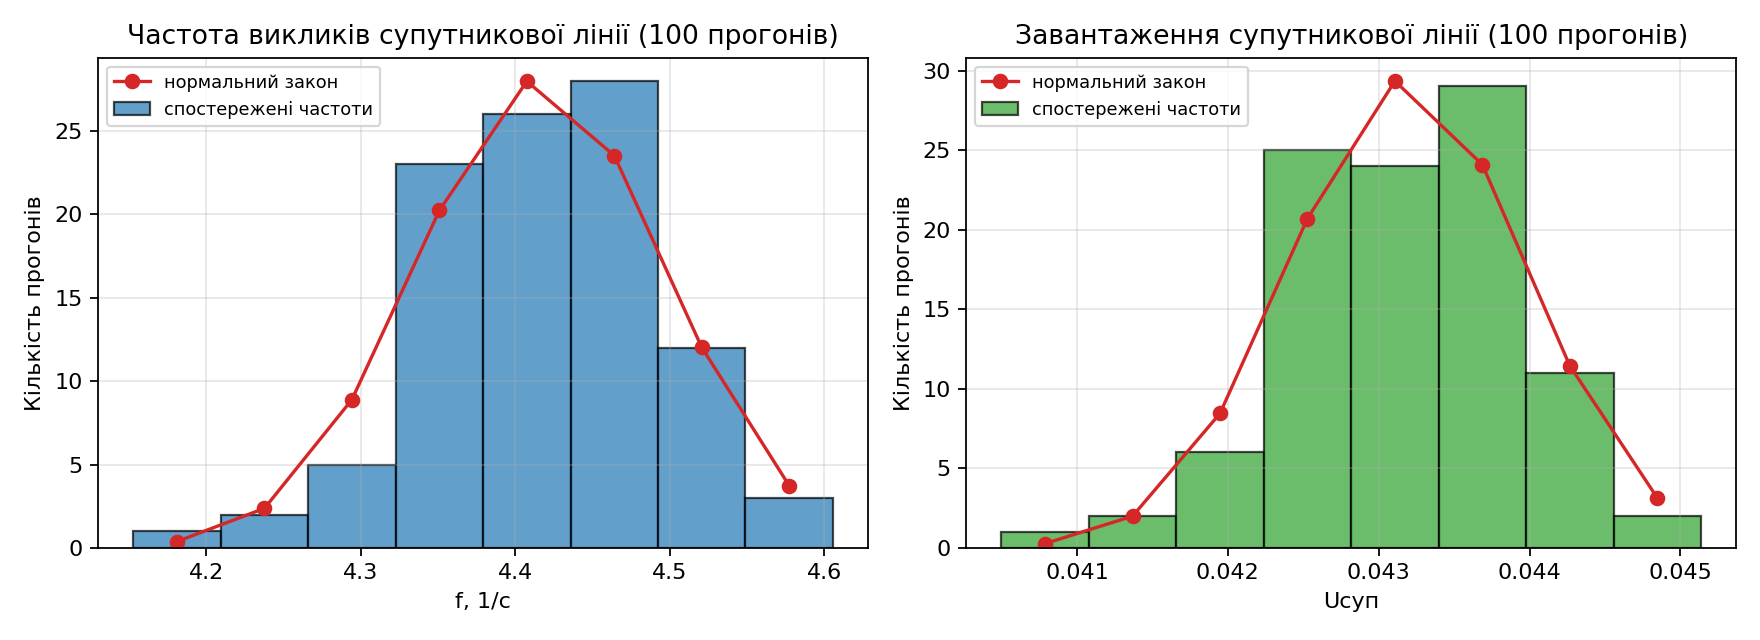 Частота викликів супутникової лінії (100 прогонів)
нормальний закон
спостережені частоти
Кількість прогонів
25
20
15
10
5
0
4.2 4.3 4.4 4.5 4.6
f, 1/с
Завантаження супутникової лінії (100 прогонів)
нормальний закон
спостережені частоти
Кількість прогонів
30
25
20
15
10
5
0
0.041 0.042 0.043 0.044 0.045
Uсуп